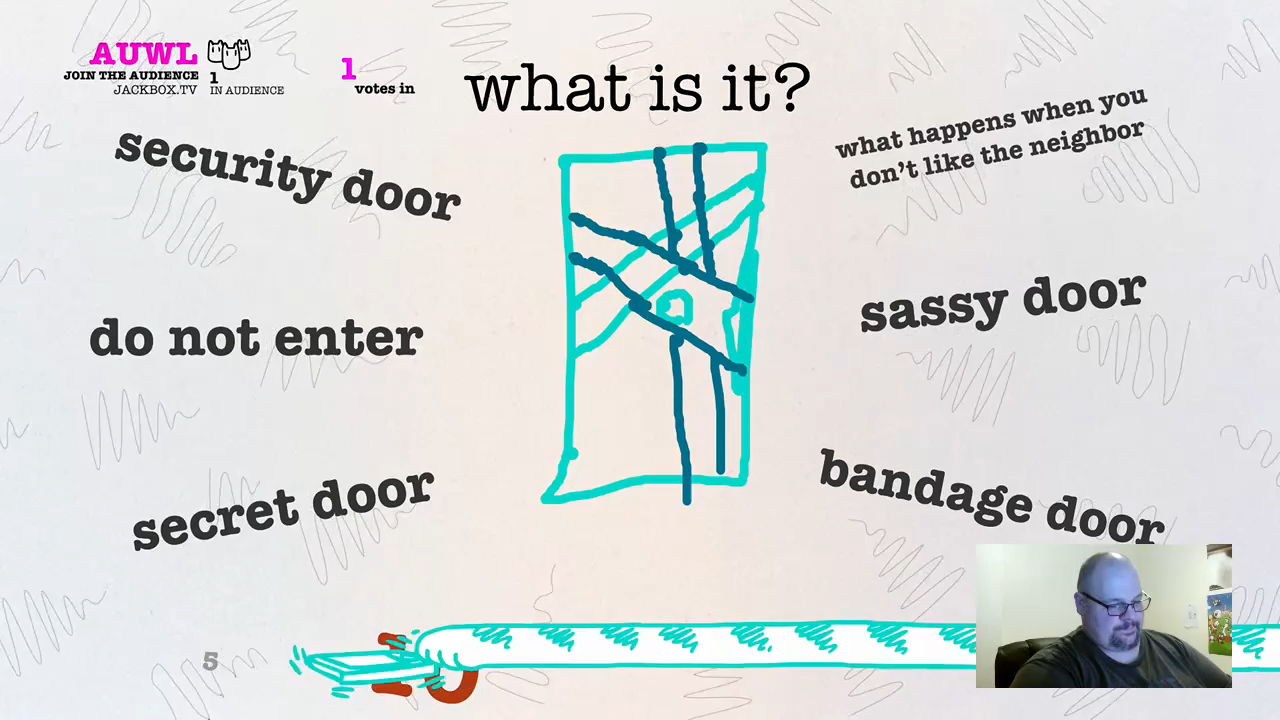 AUWL
JOIN THE AUDIENCE
JACKBOX.TV
1
IN AUDIENCE
1
votes in
what is it?
security door
what happens when you
don't like the neighbor
do not enter
sassy door
secret door
bandage door
5